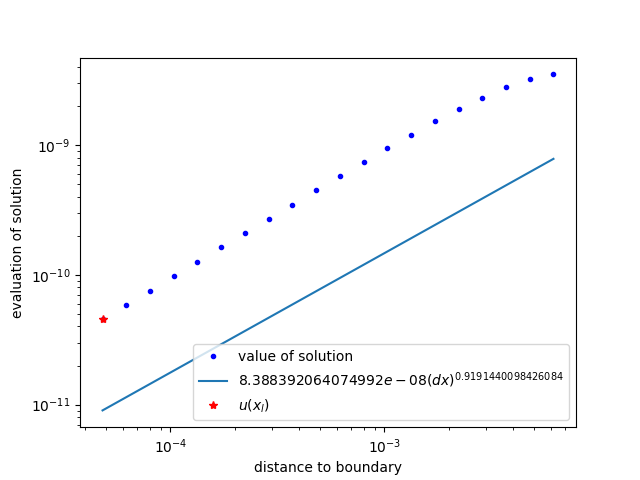 evaluation of solution
10⁻⁹
10⁻¹⁰
10⁻¹¹
value of solution
8.388392064074992e − 08(dx)^0.9191440098426084
u(x_l)
10⁻⁴
10⁻³
distance to boundary